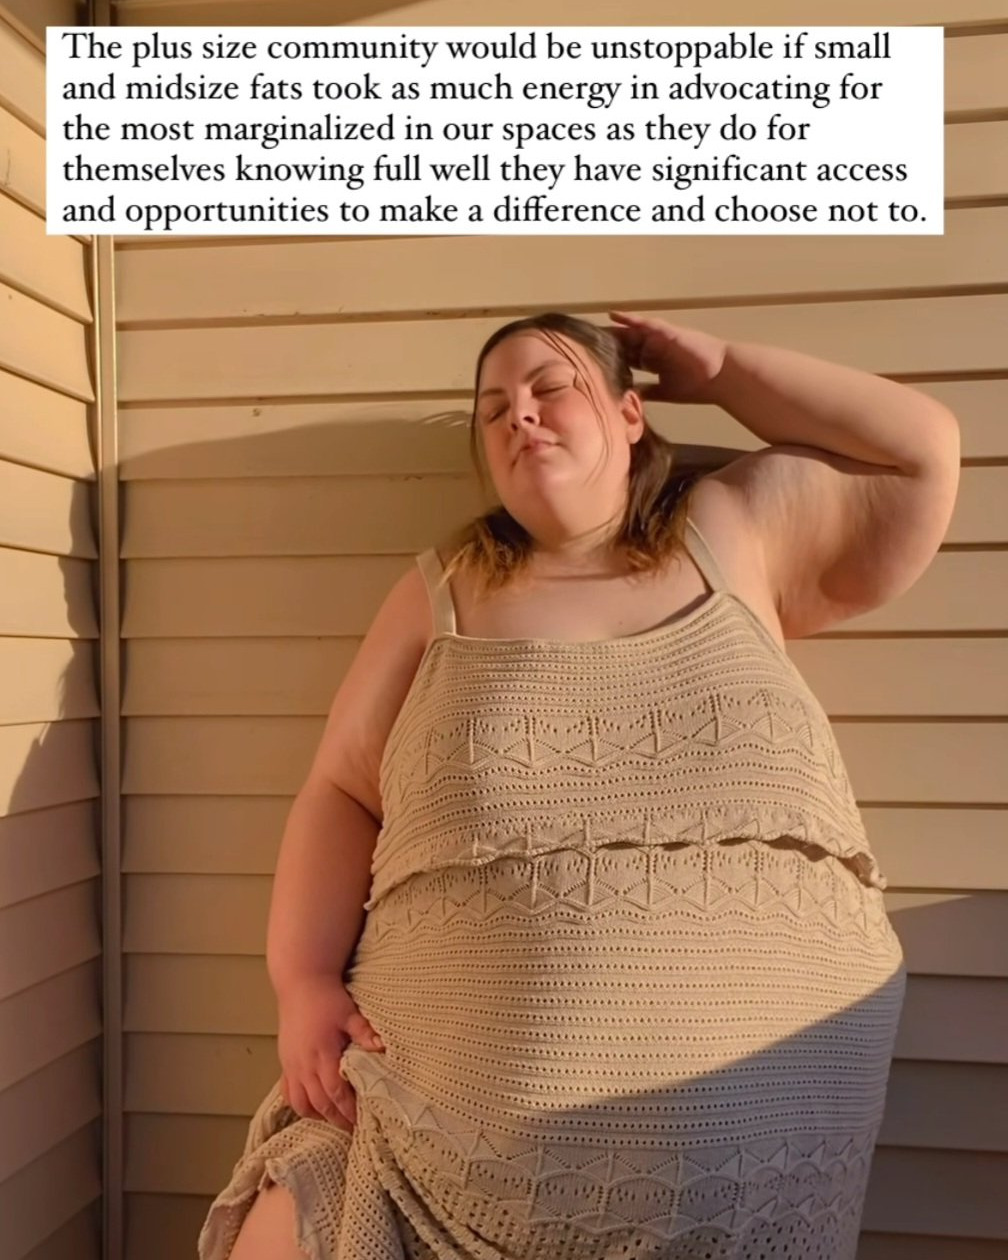 The plus size community would be unstoppable if small
and midsize fats took as much energy in advocating for
the most marginalized in our spaces as they do for
themselves knowing full well they have significant access
and opportunities to make a difference and choose not to.